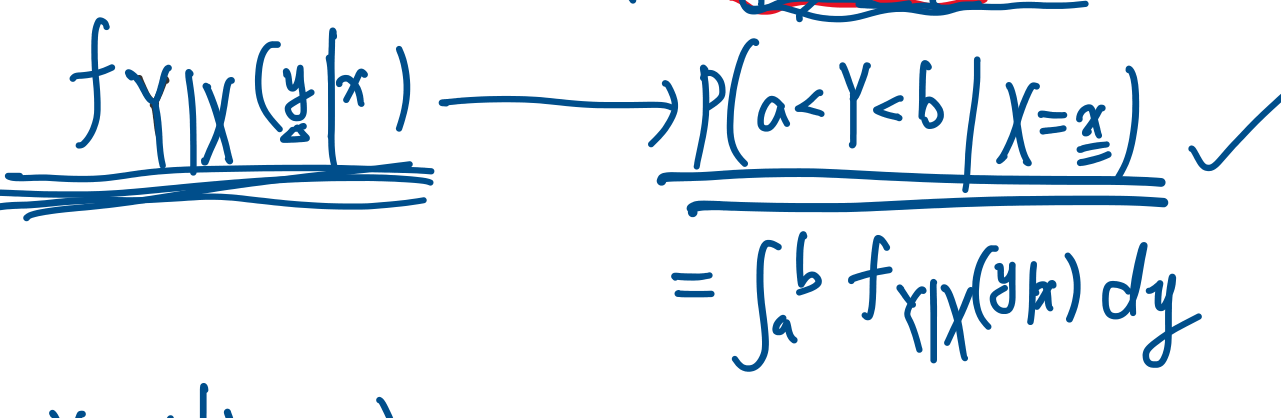 f_{Y|X}(y|x) ⟶ P(a < Y < b | X = x) ✓
= ∫_a^b f_{Y|X}(y|x) dy